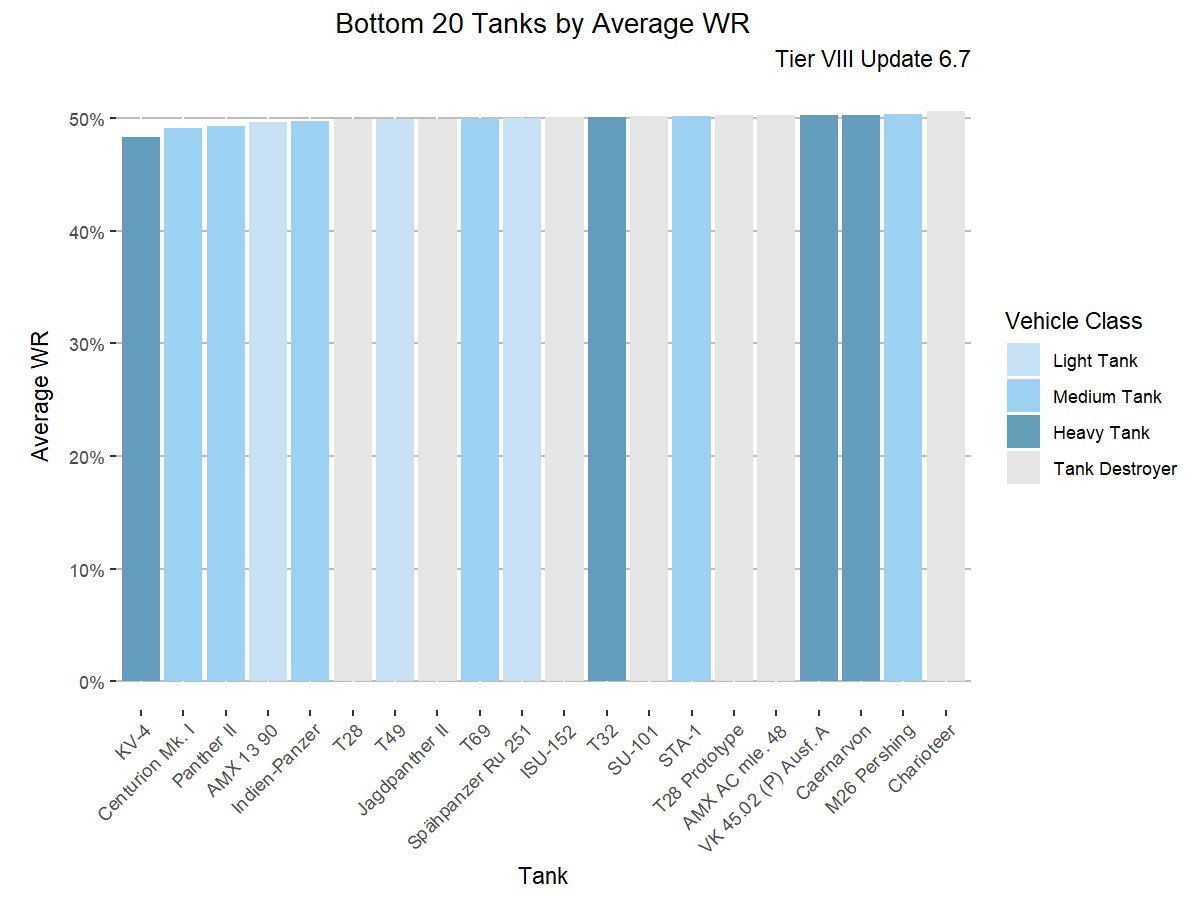 Bottom 20 Tanks by Average WR
Tier VIII Update 6.7
Average WR
50%
40%
30%
20%
10%
0%
KV-4
Centurion Mk. I
Panther II
AMX 13 90
Indien-Panzer
T28
T49
Jagdpanther II
T69
Spähpanzer Ru 251
ISU-152
T32
SU-101
STA-1
T28 Prototype
AMX AC mle. 48
VK 45.02 (P) Ausf. A
Caernarvon
M26 Pershing
Charioteer
Tank
Vehicle Class
Light Tank
Medium Tank
Heavy Tank
Tank Destroyer